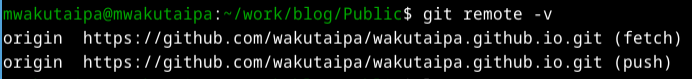 mwakutaipa@mwakutaipa:~/work/blog/Public$ git remote -v
origin  https://github.com/wakutaipa/wakutaipa.github.io.git (fetch)
origin  https://github.com/wakutaipa/wakutaipa.github.io.git (push)